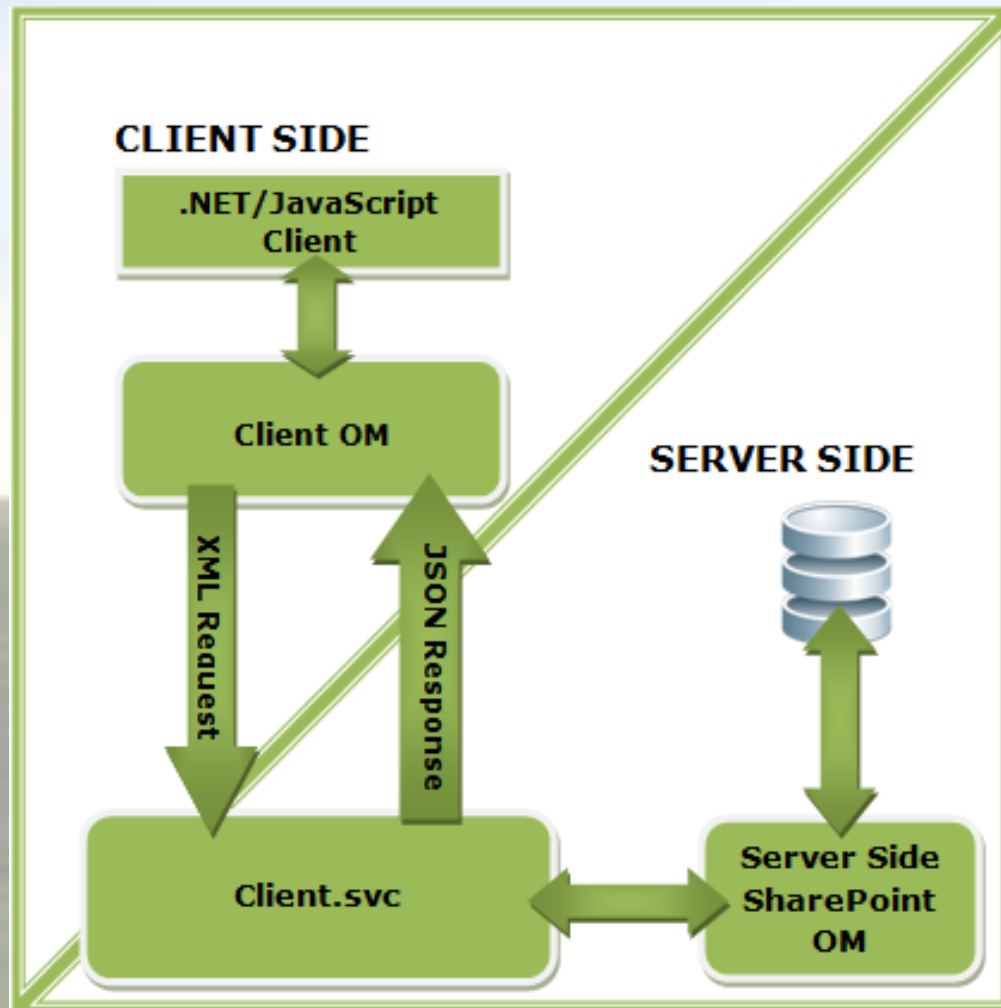 CLIENT SIDE
.NET/JavaScript
Client
Client OM
XML Request
JSON Response
SERVER SIDE
Client.svc
Server Side
SharePoint
OM